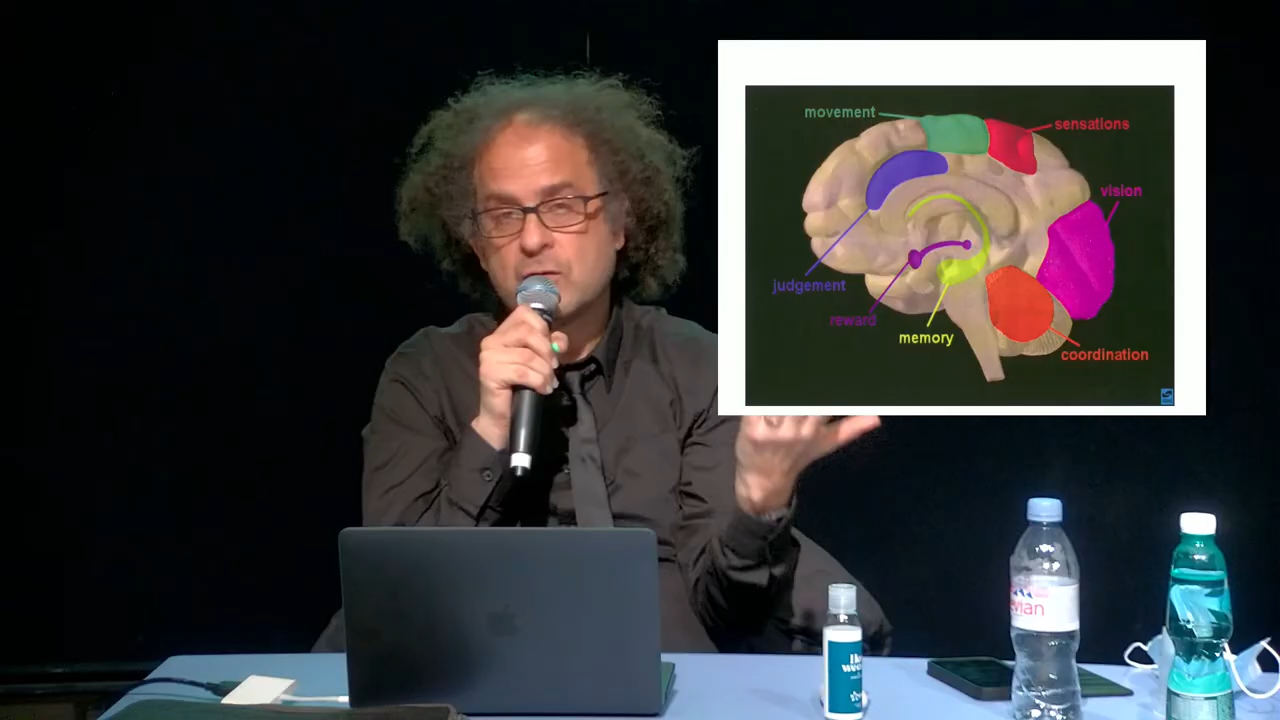 movement
sensations
vision
judgement
reward
memory
coordination
evian